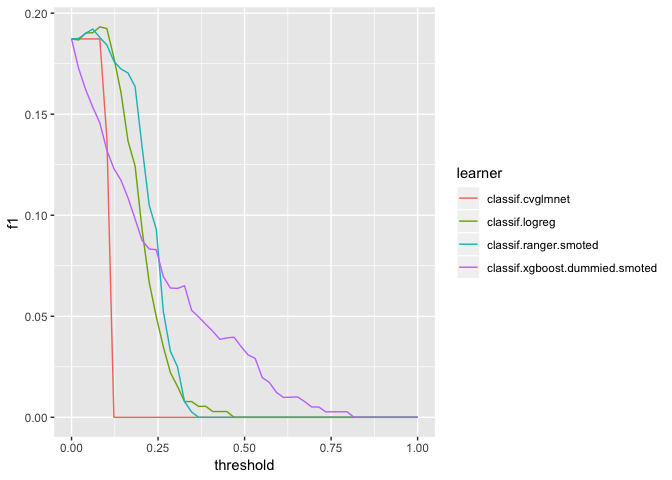 0.20
0.15
0.10
0.05
0.00
f1
0.00 0.25 0.50 0.75 1.00
threshold
learner
classif.cvglmnet
classif.logreg
classif.ranger.smoted
classif.xgboost.dummied.smoted